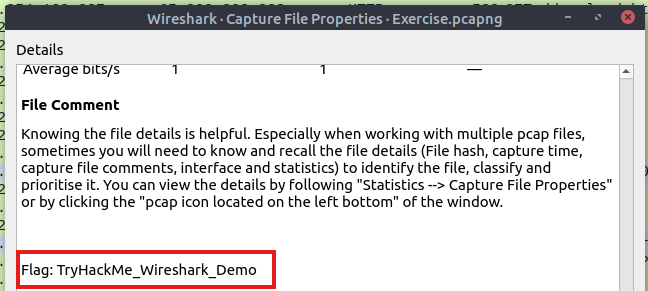 Wireshark · Capture File Properties · Exercise.pcapng
Details
Average bits/s 1 1 —
File Comment
Knowing the file details is helpful. Especially when working with multiple pcap files,
sometimes you will need to know and recall the file details (File hash, capture time,
capture file comments, interface and statistics) to identify the file, classify and
prioritise it. You can view the details by following "Statistics --> Capture File Properties"
or by clicking the "pcap icon located on the left bottom" of the window.
Flag: TryHackMe_Wireshark_Demo